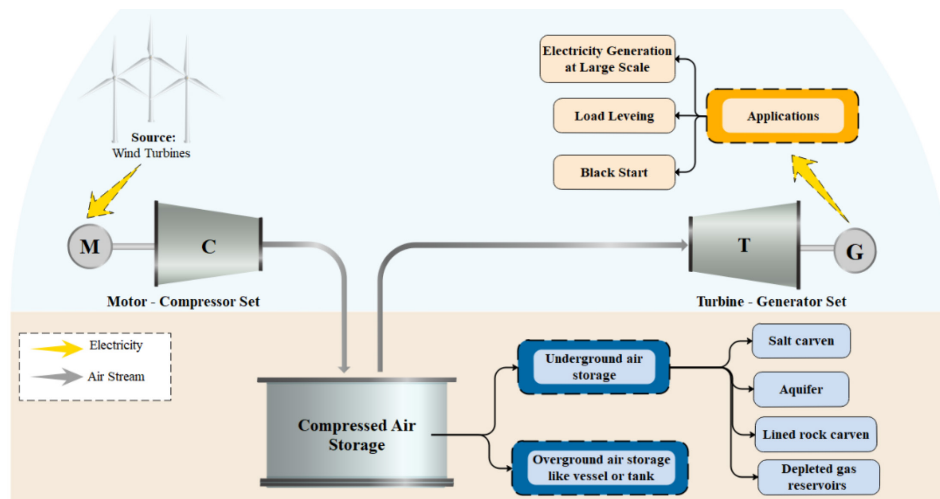 Source:
Wind Turbines
M
C
Motor - Compressor Set
Electricity Generation
at Large Scale
Load Leveing
Black Start
Applications
T
G
Turbine - Generator Set
Electricity
Air Stream
Compressed Air
Storage
Underground air
storage
Overground air storage
like vessel or tank
Salt carven
Aquifer
Lined rock carven
Depleted gas
reservoirs